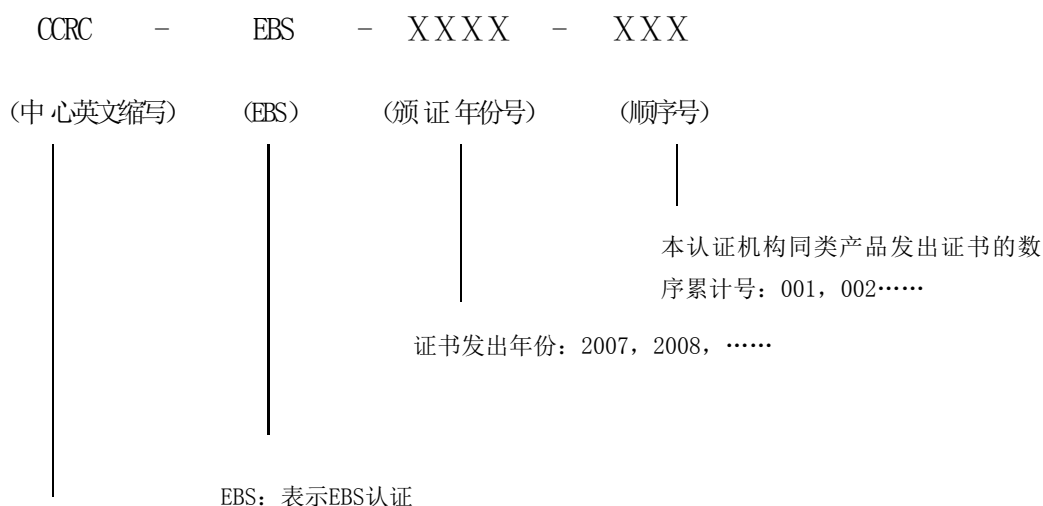 CCRC - EBS - XXXX - XXX
(中心英文缩写) (EBS) (颁证年份号) (顺序号)
本认证机构同类产品发出证书的数
序累计号：001，002……
证书发出年份：2007，2008，……
EBS：表示EBS认证